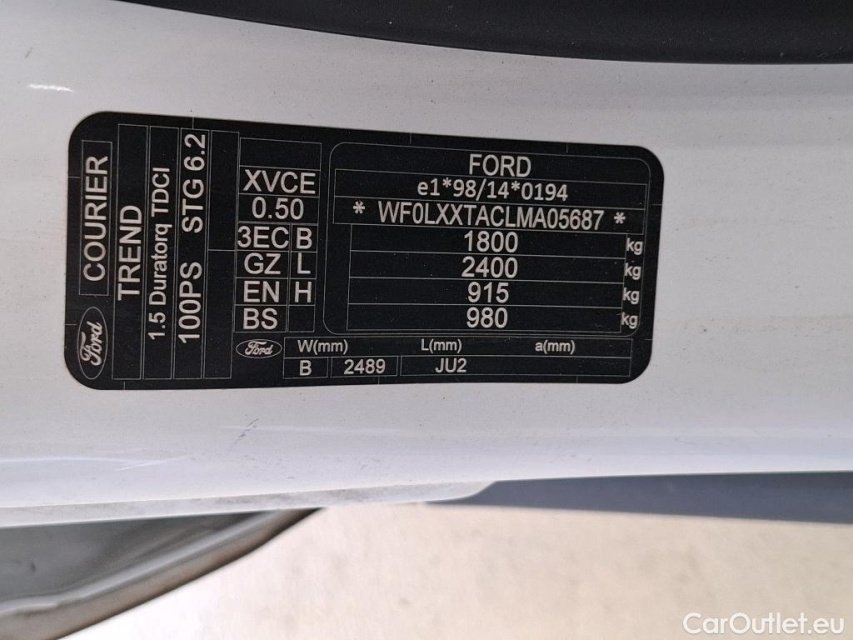 COURIER
TREND
1.5 Duratorq TDCI
100PS STG 6.2
XVCE
0.50
3EC B
GZ L
EN H
BS
FORD
e1*98/14*0194
* WF0LXXTACLMA05687 *
1800 kg
2400 kg
915 kg
980 kg
Ford
Ford W(mm) L(mm) a(mm)
B 2489 JU2
CarOutlet.eu